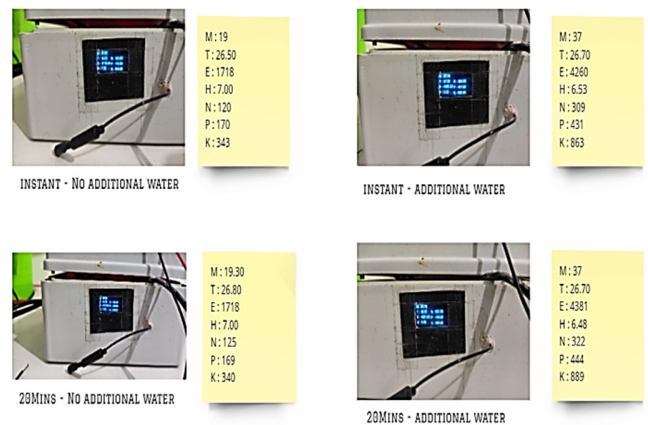 M:19
T:26.50
E:1718
H:7.00
N:120
P:170
K:343
INSTANT - NO ADDITIONAL WATER
M:37
T:26.70
E:4260
H:6.53
N:309
P:431
K:863
INSTANT - ADDITIONAL WATER
M:19.30
T:26.80
E:1718
H:7.00
N:125
P:169
K:340
20MINS - NO ADDITIONAL WATER
M:37
T:26.70
E:4381
H:6.48
N:322
P:444
K:889
20MINS - ADDITIONAL WATER